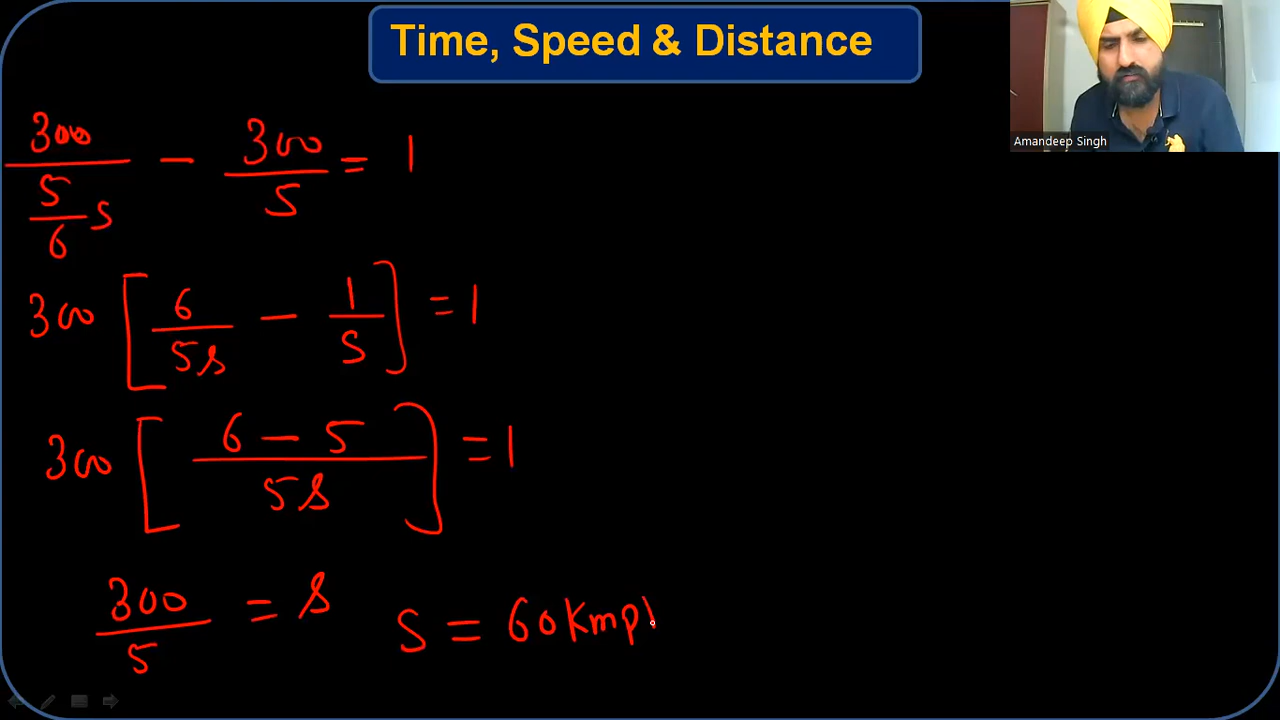 Time, Speed & Distance
Amandeep Singh
300/(5/6 s) - 300/s = 1
300 [6/5s - 1/s] = 1
300 [(6 - 5)/5s] = 1
300/5 = s   s = 60 Kmp